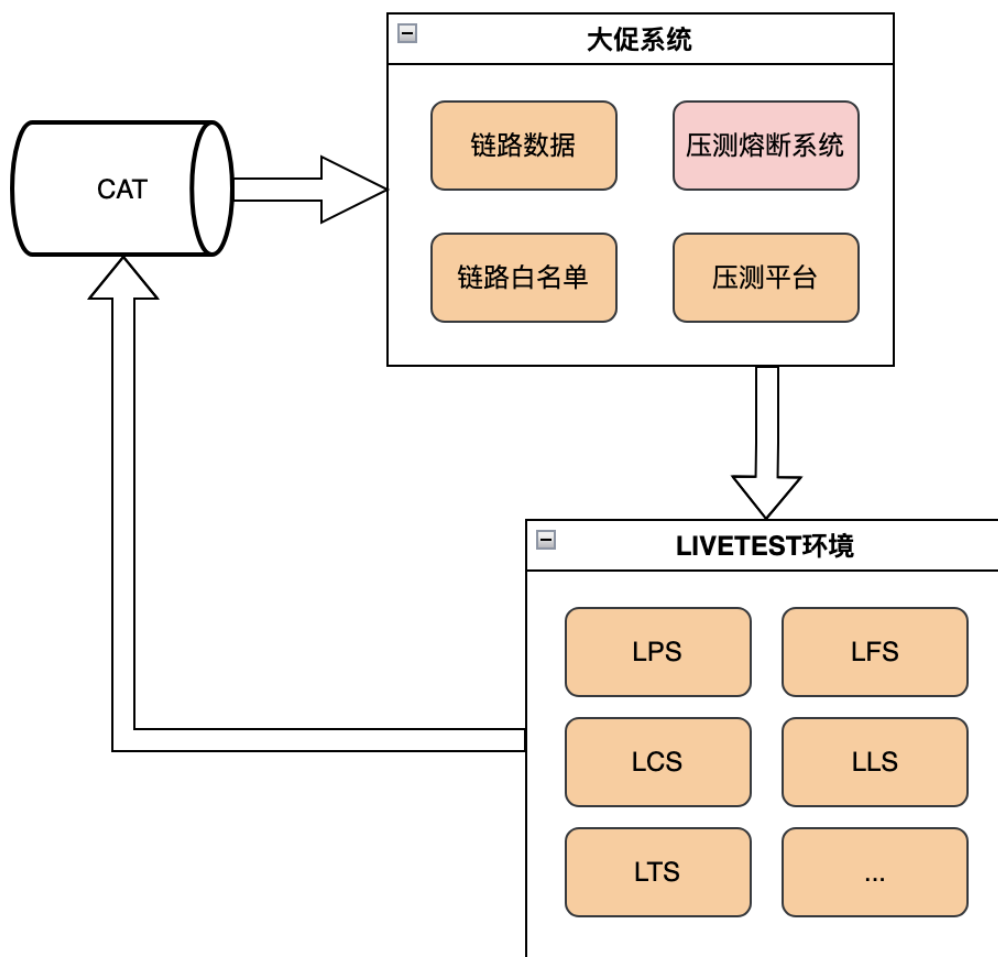 大促系统
链路数据
压测熔断系统
CAT
链路白名单
压测平台
LIVETEST环境
LPS
LFS
LCS
LLS
LTS
...